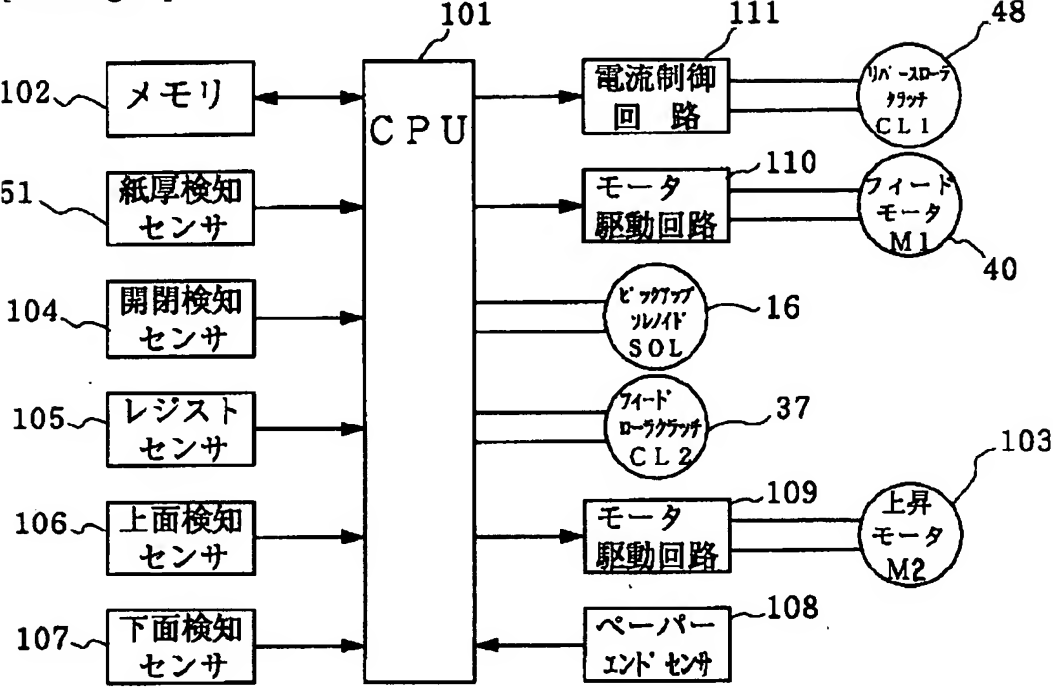 101
111
48
102
メモリ
CPU
電流制御
回 路
リバースローラ
クラッチ
CL1
51
紙厚検知
センサ
モータ
駆動回路
110
フィード
モータ
M1
40
104
開閉検知
センサ
ピックアップ
ソレノイド
SOL
16
105
レジスト
センサ
フィード
ローラクラッチ
CL2
37
106
上面検知
センサ
モータ
駆動回路
109
上昇
モータ
M2
103
107
下面検知
センサ
ペーパー
エンドセンサ
108